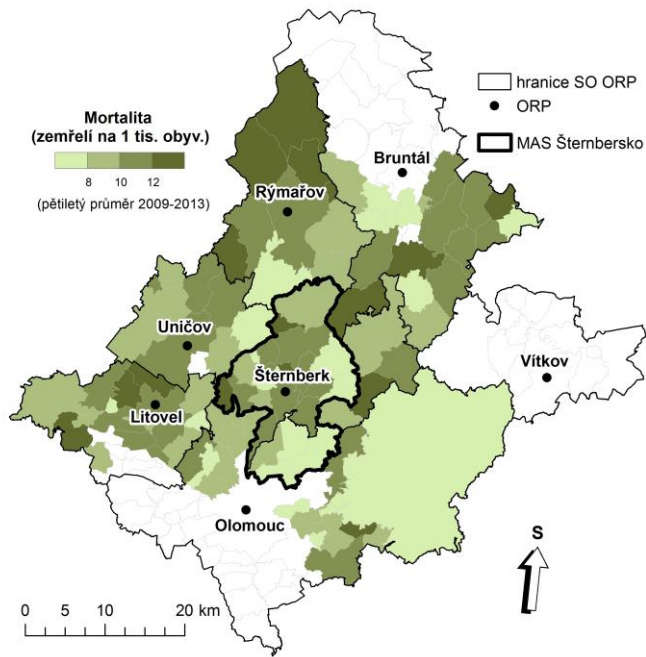 hranice SO ORP
ORP
MAS Šternbersko
Mortalita
(zemřelí na 1 tis. obyv.)
8 10 12
(pětiletý průměr 2009-2013)
Bruntál
Rýmařov
Uničov
Vítkov
Šternberk
Litovel
Olomouc
S
0 5 10 20 km